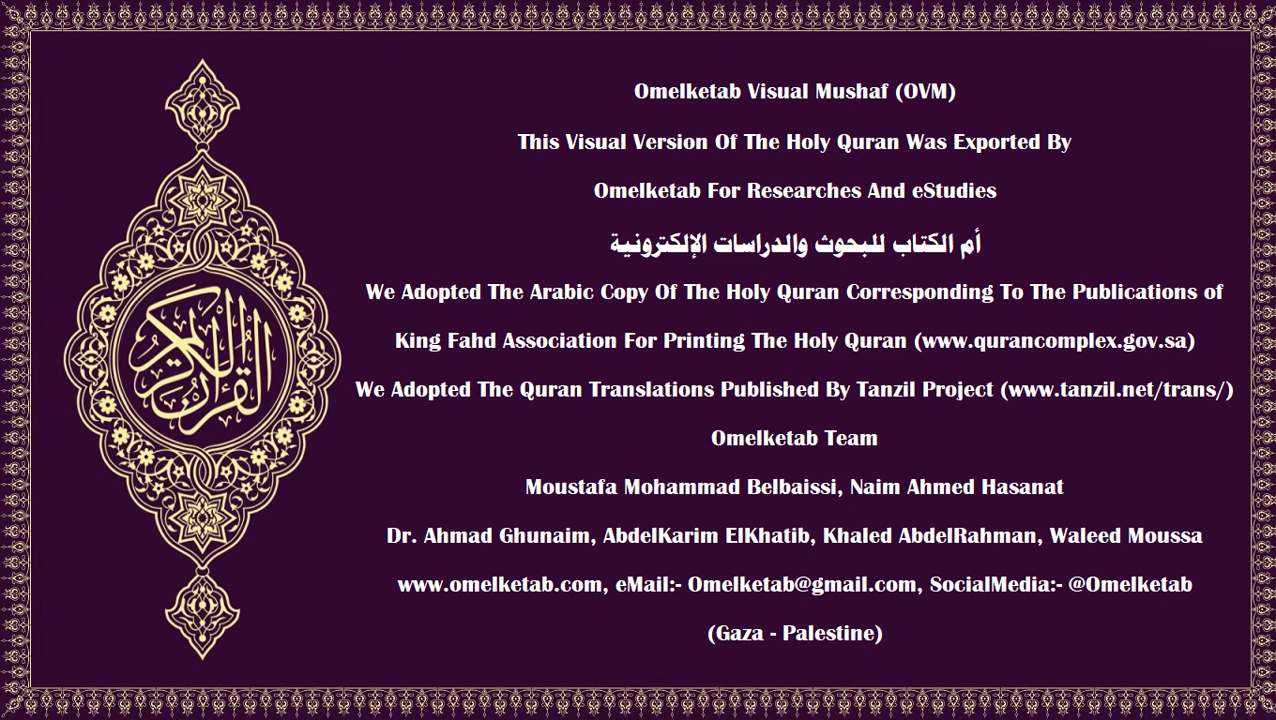 Omelketab Visual Mushaf (OVM)
This Visual Version Of The Holy Quran Was Exported By
Omelketab For Researches And eStudies
أم الكتاب للبحوث والدراسات الإلكترونية
We Adopted The Arabic Copy Of The Holy Quran Corresponding To The Publications of
King Fahd Association For Printing The Holy Quran (www.qurancomplex.gov.sa)
We Adopted The Quran Translations Published By Tanzil Project (www.tanzil.net/trans/)
Omelketab Team
Moustafa Mohammad Belbaissi, Naim Ahmed Hasanat
Dr. Ahmad Ghunaim, AbdelKarim ElKhatib, Khaled AbdelRahman, Waleed Moussa
www.omelketab.com, eMail:- Omelketab@gmail.com, SocialMedia:- @Omelketab
(Gaza - Palestine)
القرآن الكريم